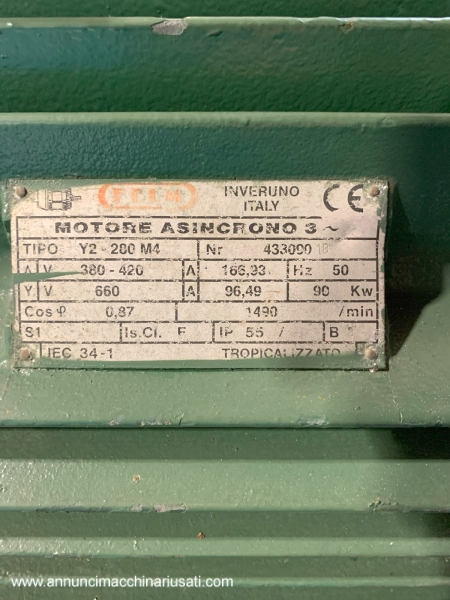 INVERUNO
ITALY
CE
MOTORE ASINCRONO 3 ~
TIPO Y2 - 280 M4 Nr 433090
Δ V 380 - 420 A 166,93 Hz 50
Y V 660 A 96,49 90 Kw
Cos φ 0,87 1490 /min
S1 Is.Cl. F IP 55 / B
IEC 34-1 TROPICALIZZATO
www.annuncimacchinariusati.com